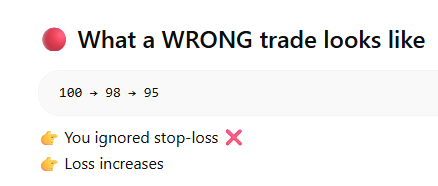 🔴 What a WRONG trade looks like
100 → 98 → 95
👉 You ignored stop-loss ❌
👉 Loss increases